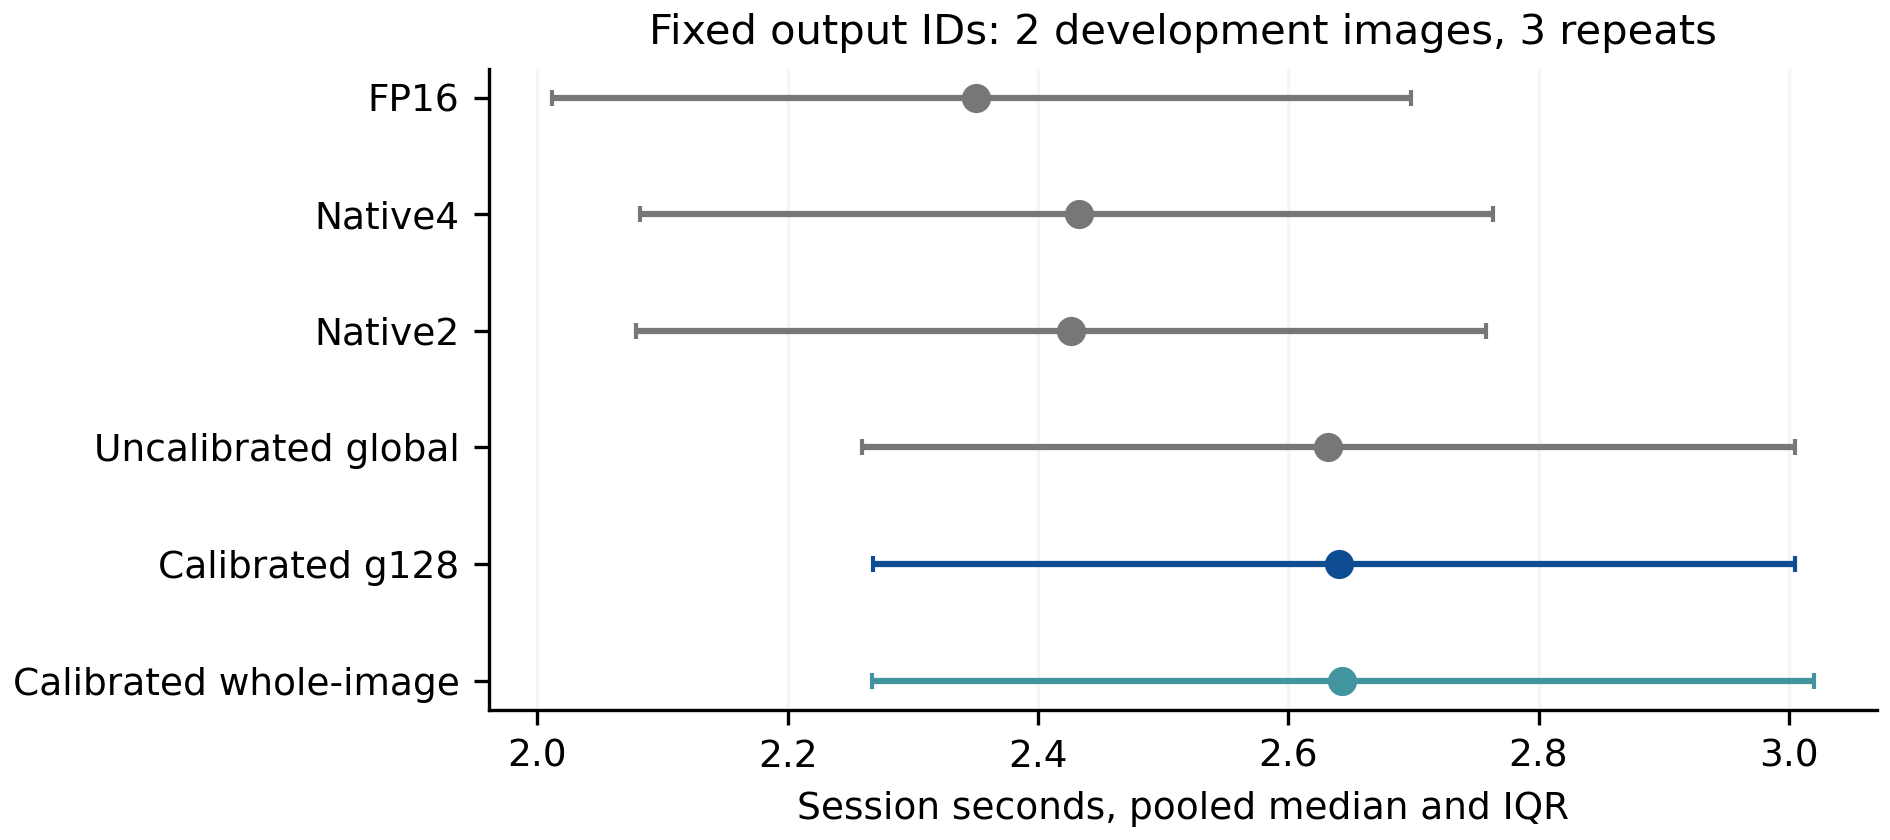 Fixed output IDs: 2 development images, 3 repeats
FP16
Native4
Native2
Uncalibrated global
Calibrated g128
Calibrated whole-image
2.0 2.2 2.4 2.6 2.8 3.0
Session seconds, pooled median and IQR